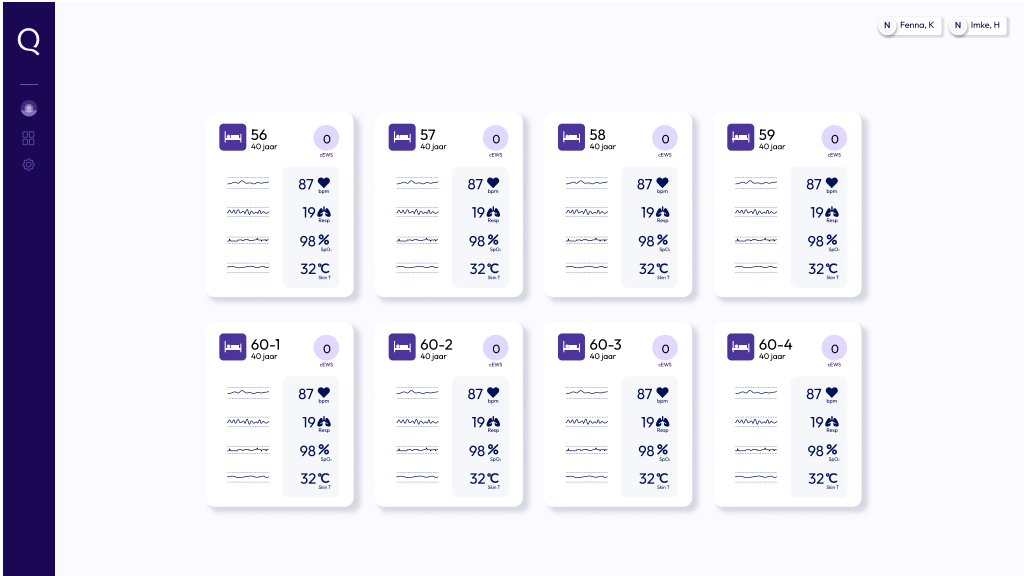 Q
N Fenna, K N Imke, H
56
40 jaar
0
cEWS
87
bpm
19
Resp
98 %
SpO₂
32 °C
Skin T
57
40 jaar
0
cEWS
87
bpm
19
Resp
98 %
SpO₂
32 °C
Skin T
58
40 jaar
0
cEWS
87
bpm
19
Resp
98 %
SpO₂
32 °C
Skin T
59
40 jaar
0
cEWS
87
bpm
19
Resp
98 %
SpO₂
32 °C
Skin T
60-1
40 jaar
0
cEWS
87
bpm
19
Resp
98 %
SpO₂
32 °C
Skin T
60-2
40 jaar
0
cEWS
87
bpm
19
Resp
98 %
SpO₂
32 °C
Skin T
60-3
40 jaar
0
cEWS
87
bpm
19
Resp
98 %
SpO₂
32 °C
Skin T
60-4
40 jaar
0
cEWS
87
bpm
19
Resp
98 %
SpO₂
32 °C
Skin T